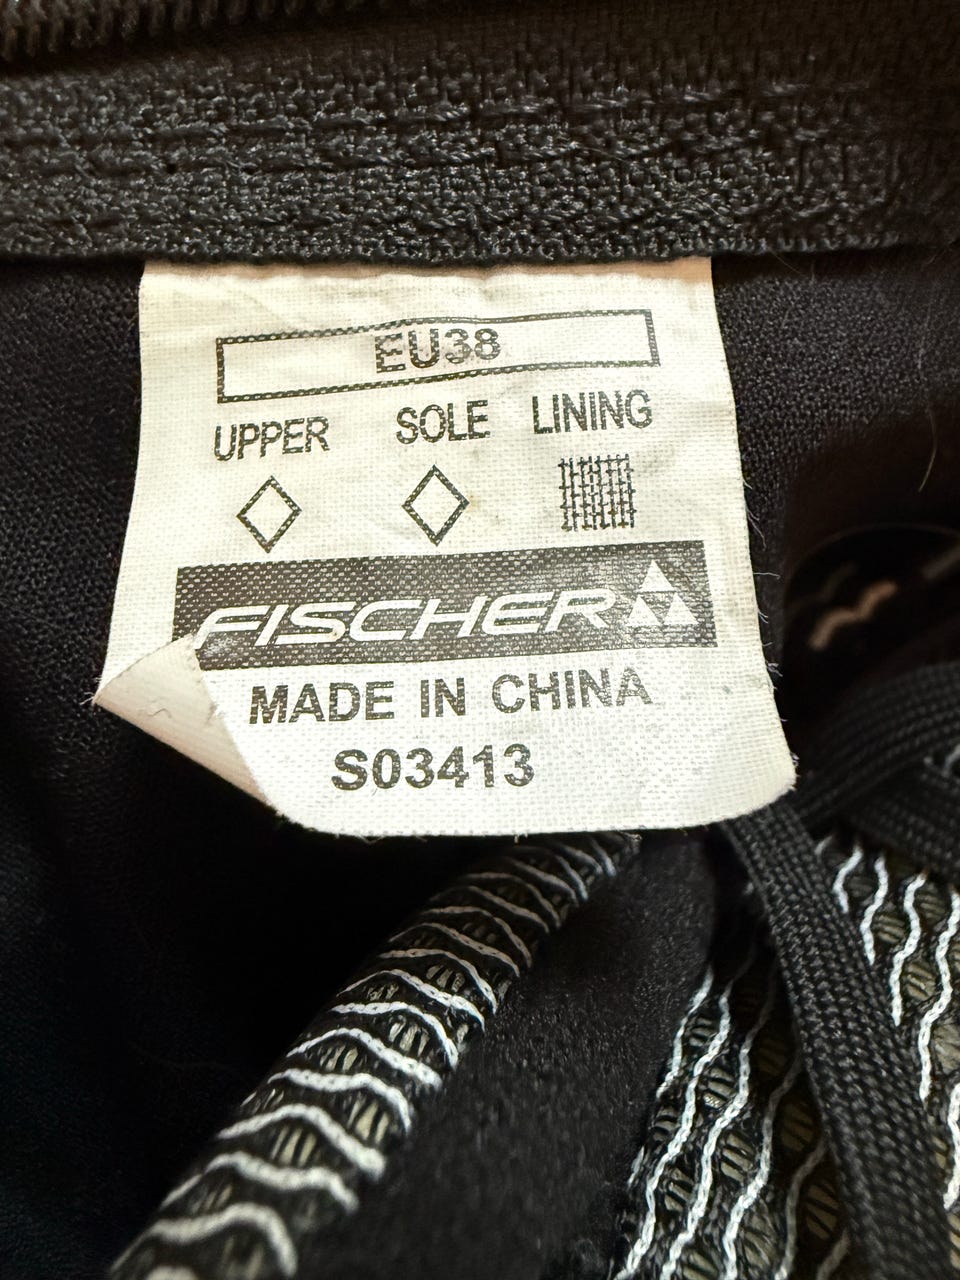 EU38
UPPER SOLE LINING
FISCHER
MADE IN CHINA
S03413